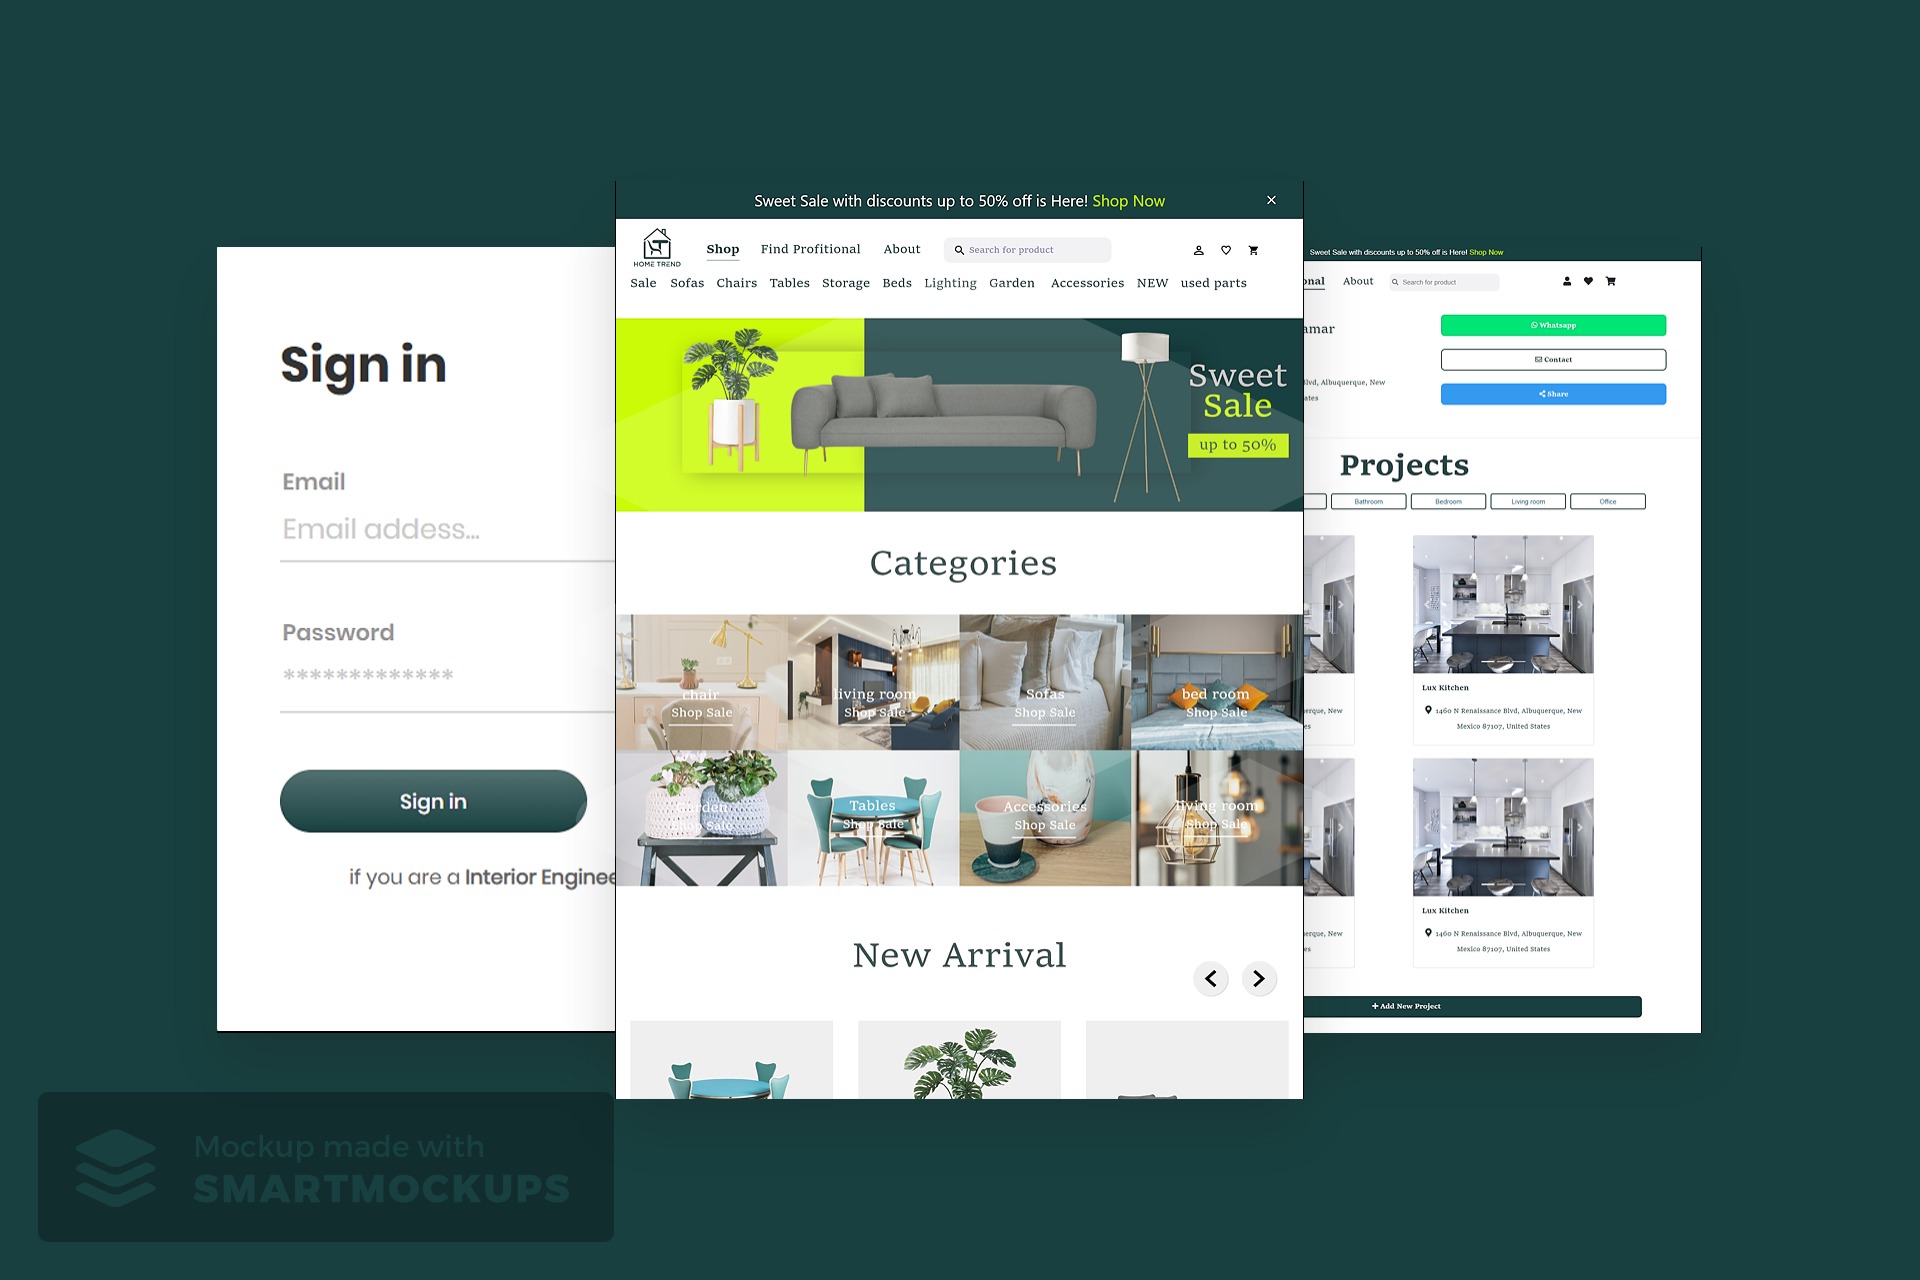 Sign in
Email
Email addess...
Password
*************
Sign in
if you are a Interior Enginee
Sweet Sale with discounts up to 50% off is Here! Shop Now
HOME TREND
Shop Find Profitional About Search for product
Sale Sofas Chairs Tables Storage Beds Lighting Garden Accessories NEW used parts
Sweet
Sale
up to 50%
Categories
chair
Shop Sale
living room
Shop Sale
Sofas
Shop Sale
bed room
Shop Sale
Garden
Shop Sale
Tables
Shop Sale
Accessories
Shop Sale
living room
Shop Sale
New Arrival
Sweet Sale with discounts up to 50% off is Here! Shop Now
onal About Search for product
amar
Whatsapp
Contact
Share
Blvd, Albuquerque, New
ates
Projects
Bathroom Bedroom Living room Office
Lux Kitchen
erque, New
es
1460 N Renaissance Blvd, Albuquerque, New
Mexico 87107, United States
Lux Kitchen
erque, New
es
1460 N Renaissance Blvd, Albuquerque, New
Mexico 87107, United States
+ Add New Project
Mockup made with
SMARTMOCKUPS